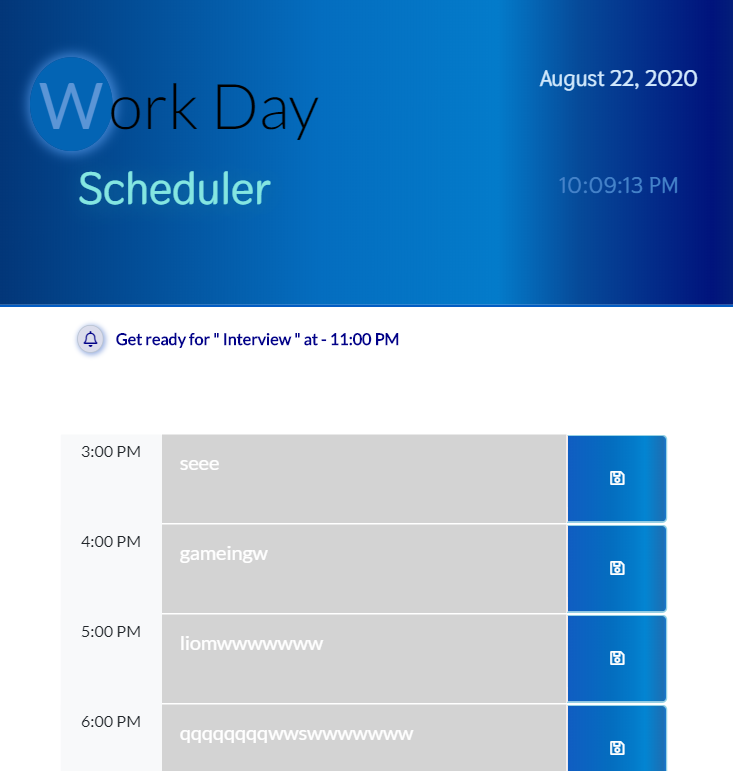 Work Day
Scheduler
August 22, 2020
10:09:13 PM
Get ready for " Interview " at - 11:00 PM
3:00 PM
seee
4:00 PM
gameingw
5:00 PM
liomwwwwwww
6:00 PM
qqqqqqqqwwswwwwwww